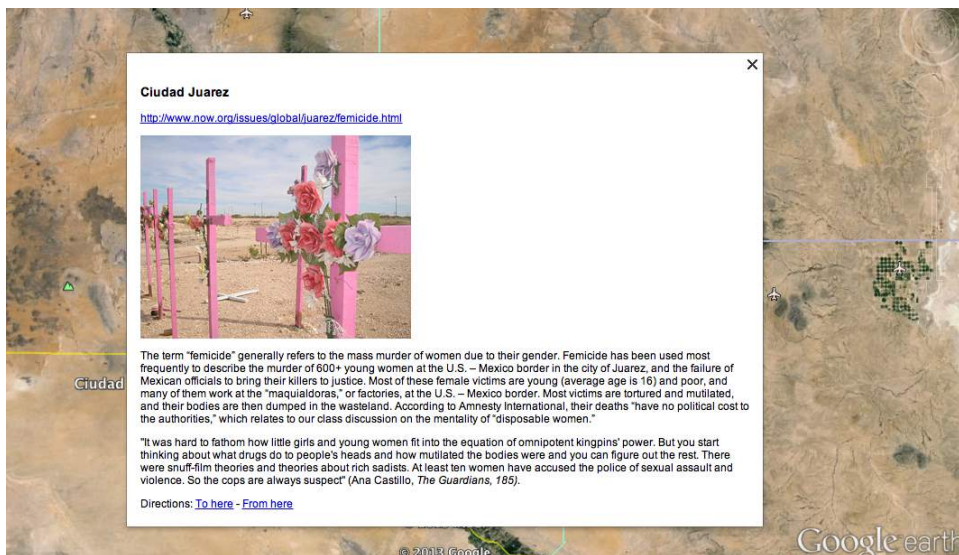 Ciudad Juarez
http://www.now.org/issues/global/juarez/femicide.html
The term "femicide" generally refers to the mass murder of women due to their gender. Femicide has been used most
frequently to describe the murder of 600+ young women at the U.S. – Mexico border in the city of Juarez, and the failure of
Mexican officials to bring their killers to justice. Most of these female victims are young (average age is 16) and poor, and
many of them work at the "maquialdoras," or factories, at the U.S. – Mexico border. Most victims are tortured and mutilated,
and their bodies are then dumped in the wasteland. According to Amnesty International, their deaths "have no political cost to
the authorities," which relates to our class discussion on the mentality of "disposable women."
"It was hard to fathom how little girls and young women fit into the equation of omnipotent kingpins' power. But you start
thinking about what drugs do to people's heads and how mutilated the bodies were and you can figure out the rest. There
were snuff-film theories and theories about rich sadists. At least ten women have accused the police of sexual assault and
violence. So the cops are always suspect" (Ana Castillo, The Guardians, 185).
Directions: To here - From here
Ciudad
© 2013 Google
Google earth